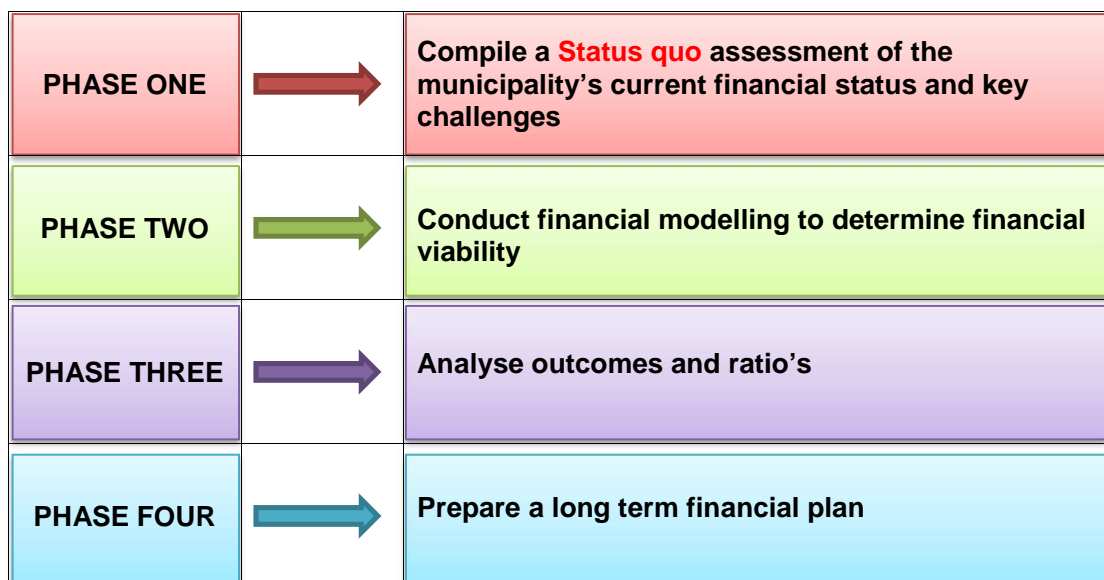 PHASE ONE
Compile a Status quo assessment of the
municipality’s current financial status and key
challenges
PHASE TWO
Conduct financial modelling to determine financial
viability
PHASE THREE
Analyse outcomes and ratio’s
PHASE FOUR
Prepare a long term financial plan